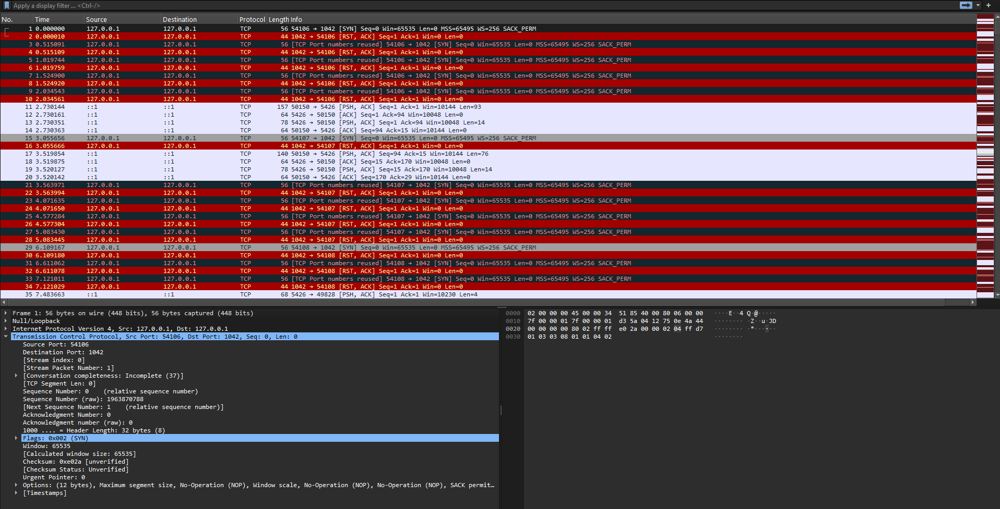 Apply a display filter ... <Ctrl-/>
No. Time Source Destination Protocol Length Info
1 0.000000 127.0.0.1 127.0.0.1 TCP 56 54106 → 1042 [SYN] Seq=0 Win=65535 Len=0 MSS=65495 WS=256 SACK_PERM
2 0.000010 127.0.0.1 127.0.0.1 TCP 44 1042 → 54106 [RST, ACK] Seq=1 Ack=1 Win=0 Len=0
3 0.515091 127.0.0.1 127.0.0.1 TCP 56 [TCP Port numbers reused] 54106 → 1042 [SYN] Seq=0 Win=65535 Len=0 MSS=65495 WS=256 SACK_PERM
4 0.515109 127.0.0.1 127.0.0.1 TCP 44 1042 → 54106 [RST, ACK] Seq=1 Ack=1 Win=0 Len=0
5 1.019744 127.0.0.1 127.0.0.1 TCP 56 [TCP Port numbers reused] 54106 → 1042 [SYN] Seq=0 Win=65535 Len=0 MSS=65495 WS=256 SACK_PERM
6 1.019759 127.0.0.1 127.0.0.1 TCP 44 1042 → 54106 [RST, ACK] Seq=1 Ack=1 Win=0 Len=0
7 1.524900 127.0.0.1 127.0.0.1 TCP 56 [TCP Port numbers reused] 54106 → 1042 [SYN] Seq=0 Win=65535 Len=0 MSS=65495 WS=256 SACK_PERM
8 1.524920 127.0.0.1 127.0.0.1 TCP 44 1042 → 54106 [RST, ACK] Seq=1 Ack=1 Win=0 Len=0
9 2.034543 127.0.0.1 127.0.0.1 TCP 56 [TCP Port numbers reused] 54106 → 1042 [SYN] Seq=0 Win=65535 Len=0 MSS=65495 WS=256 SACK_PERM
10 2.034561 127.0.0.1 127.0.0.1 TCP 44 1042 → 54106 [RST, ACK] Seq=1 Ack=1 Win=0 Len=0
11 2.730144 ::1 ::1 TCP 157 50150 → 5426 [PSH, ACK] Seq=1 Ack=1 Win=10144 Len=93
12 2.730161 ::1 ::1 TCP 64 5426 → 50150 [ACK] Seq=1 Ack=94 Win=10048 Len=0
13 2.730351 ::1 ::1 TCP 78 5426 → 50150 [PSH, ACK] Seq=1 Ack=94 Win=10048 Len=14
14 2.730363 ::1 ::1 TCP 64 50150 → 5426 [ACK] Seq=94 Ack=15 Win=10144 Len=0
15 3.055656 127.0.0.1 127.0.0.1 TCP 56 54107 → 1042 [SYN] Seq=0 Win=65535 Len=0 MSS=65495 WS=256 SACK_PERM
16 3.055666 127.0.0.1 127.0.0.1 TCP 44 1042 → 54107 [RST, ACK] Seq=1 Ack=1 Win=0 Len=0
17 3.519854 ::1 ::1 TCP 140 50150 → 5426 [PSH, ACK] Seq=94 Ack=15 Win=10144 Len=76
18 3.519875 ::1 ::1 TCP 64 5426 → 50150 [ACK] Seq=15 Ack=170 Win=10048 Len=0
19 3.520127 ::1 ::1 TCP 78 5426 → 50150 [PSH, ACK] Seq=15 Ack=170 Win=10048 Len=14
20 3.520142 ::1 ::1 TCP 64 50150 → 5426 [ACK] Seq=170 Ack=29 Win=10144 Len=0
21 3.563971 127.0.0.1 127.0.0.1 TCP 56 [TCP Port numbers reused] 54107 → 1042 [SYN] Seq=0 Win=65535 Len=0 MSS=65495 WS=256 SACK_PERM
22 3.563994 127.0.0.1 127.0.0.1 TCP 44 1042 → 54107 [RST, ACK] Seq=1 Ack=1 Win=0 Len=0
23 4.071635 127.0.0.1 127.0.0.1 TCP 56 [TCP Port numbers reused] 54107 → 1042 [SYN] Seq=0 Win=65535 Len=0 MSS=65495 WS=256 SACK_PERM
24 4.071650 127.0.0.1 127.0.0.1 TCP 44 1042 → 54107 [RST, ACK] Seq=1 Ack=1 Win=0 Len=0
25 4.577284 127.0.0.1 127.0.0.1 TCP 56 [TCP Port numbers reused] 54107 → 1042 [SYN] Seq=0 Win=65535 Len=0 MSS=65495 WS=256 SACK_PERM
26 4.577304 127.0.0.1 127.0.0.1 TCP 44 1042 → 54107 [RST, ACK] Seq=1 Ack=1 Win=0 Len=0
27 5.083430 127.0.0.1 127.0.0.1 TCP 56 [TCP Port numbers reused] 54107 → 1042 [SYN] Seq=0 Win=65535 Len=0 MSS=65495 WS=256 SACK_PERM
28 5.083445 127.0.0.1 127.0.0.1 TCP 44 1042 → 54107 [RST, ACK] Seq=1 Ack=1 Win=0 Len=0
29 6.109167 127.0.0.1 127.0.0.1 TCP 56 54108 → 1042 [SYN] Seq=0 Win=65535 Len=0 MSS=65495 WS=256 SACK_PERM
30 6.109180 127.0.0.1 127.0.0.1 TCP 44 1042 → 54108 [RST, ACK] Seq=1 Ack=1 Win=0 Len=0
31 6.611062 127.0.0.1 127.0.0.1 TCP 56 [TCP Port numbers reused] 54108 → 1042 [SYN] Seq=0 Win=65535 Len=0 MSS=65495 WS=256 SACK_PERM
32 6.611078 127.0.0.1 127.0.0.1 TCP 44 1042 → 54108 [RST, ACK] Seq=1 Ack=1 Win=0 Len=0
33 7.121011 127.0.0.1 127.0.0.1 TCP 56 [TCP Port numbers reused] 54108 → 1042 [SYN] Seq=0 Win=65535 Len=0 MSS=65495 WS=256 SACK_PERM
34 7.121029 127.0.0.1 127.0.0.1 TCP 44 1042 → 54108 [RST, ACK] Seq=1 Ack=1 Win=0 Len=0
35 7.483663 ::1 ::1 TCP 68 5426 → 49828 [PSH, ACK] Seq=1 Ack=1 Win=10230 Len=4
Frame 1: 56 bytes on wire (448 bits), 56 bytes captured (448 bits)
Null/Loopback
Internet Protocol Version 4, Src: 127.0.0.1, Dst: 127.0.0.1
Transmission Control Protocol, Src Port: 54106, Dst Port: 1042, Seq: 0, Len: 0
Source Port: 54106
Destination Port: 1042
[Stream index: 0]
[Stream Packet Number: 1]
[Conversation completeness: Incomplete (37)]
[TCP Segment Len: 0]
Sequence Number: 0 (relative sequence number)
Sequence Number (raw): 1963870788
[Next Sequence Number: 1 (relative sequence number)]
Acknowledgment Number: 0
Acknowledgment number (raw): 0
1000 .... = Header Length: 32 bytes (8)
Flags: 0x002 (SYN)
Window: 65535
[Calculated window size: 65535]
Checksum: 0xe02a [unverified]
[Checksum Status: Unverified]
Urgent Pointer: 0
Options: (12 bytes), Maximum segment size, No-Operation (NOP), Window scale, No-Operation (NOP), No-Operation (NOP), SACK permit…
[Timestamps]
0000 02 00 00 00 45 00 00 34 51 85 40 00 80 06 00 00 ····E··4 Q·@·····
0010 7f 00 00 01 7f 00 00 01 d3 5a 04 12 75 0e 4a 44 ········ ·Z··u·JD
0020 00 00 00 00 80 02 ff ff e0 2a 00 00 02 04 ff d7 ········ ·*······
0030 01 03 03 08 01 01 04 02 ········